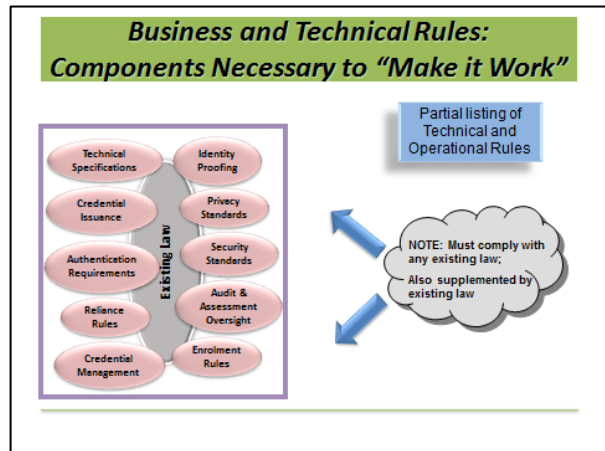 Business and Technical Rules:
Components Necessary to “Make it Work”
Partial listing of
Technical and
Operational Rules
Technical
Specifications
Identity
Proofing
Credential
Issuance
Privacy
Standards
Authentication
Requirements
Security
Standards
Reliance
Rules
Audit &
Assessment
Oversight
Credential
Management
Enrolment
Rules
Existing Law
NOTE: Must comply with
any existing law;
Also supplemented by
existing law